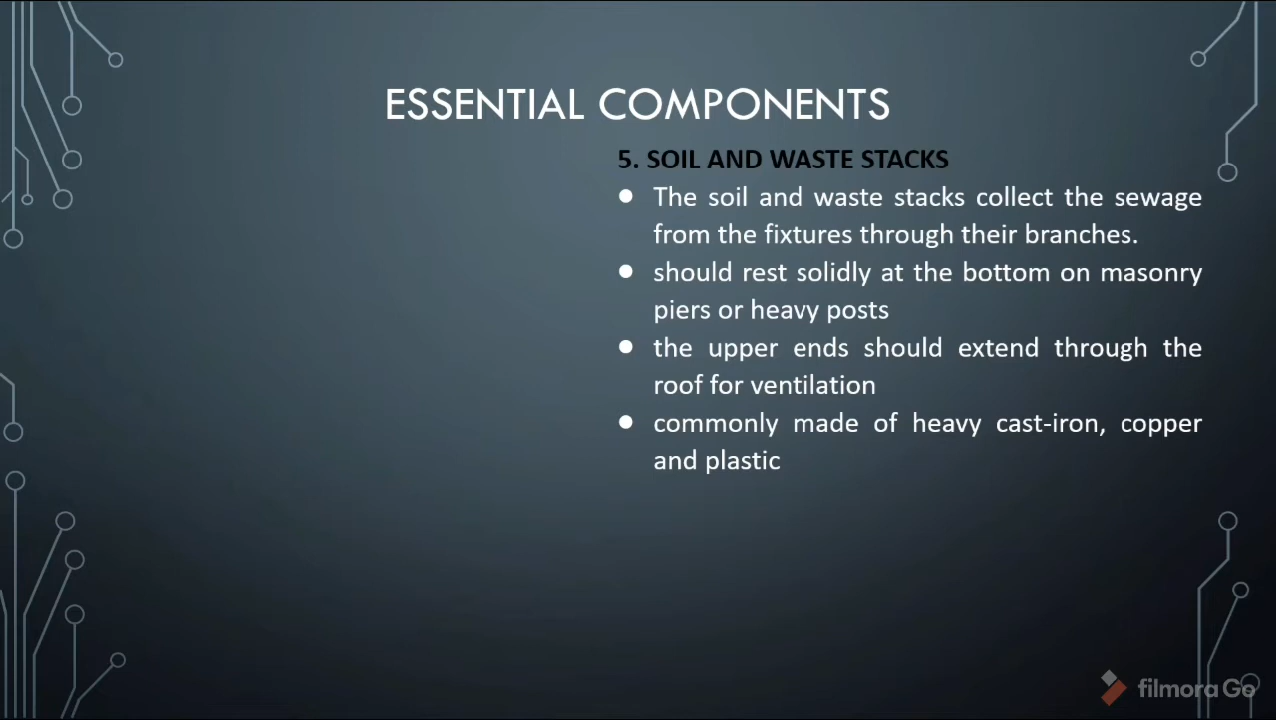 ESSENTIAL COMPONENTS
5. SOIL AND WASTE STACKS
● The soil and waste stacks collect the sewage
from the fixtures through their branches.
● should rest solidly at the bottom on masonry
piers or heavy posts
● the upper ends should extend through the
roof for ventilation
● commonly made of heavy cast-iron, copper
and plastic
filmora Go